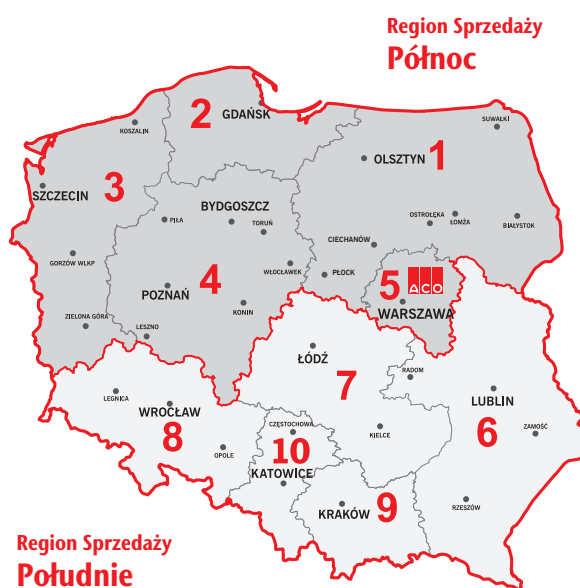 Region Sprzedaży
Północ
SUWAŁKI
KOSZALIN
2 GDAŃSK
OLSZTYN 1
SZCZECIN 3
PIŁA
BYDGOSZCZ
TORUŃ
OSTROŁĘKA
ŁOMŻA
BIAŁYSTOK
CIECHANÓW
GORZÓW WLKP
WŁOCŁAWEK
PŁOCK
4
POZNAŃ
KONIN
5 ACO
WARSZAWA
ZIELONA GÓRA
LESZNO
ŁÓDŹ
7
RADOM
LEGNICA
WROCŁAW
8
LUBLIN
6
ZAMOŚĆ
CZĘSTOCHOWA
10
KATOWICE
KIELCE
OPOLE
KRAKÓW 9
RZESZÓW
Region Sprzedaży
Południe